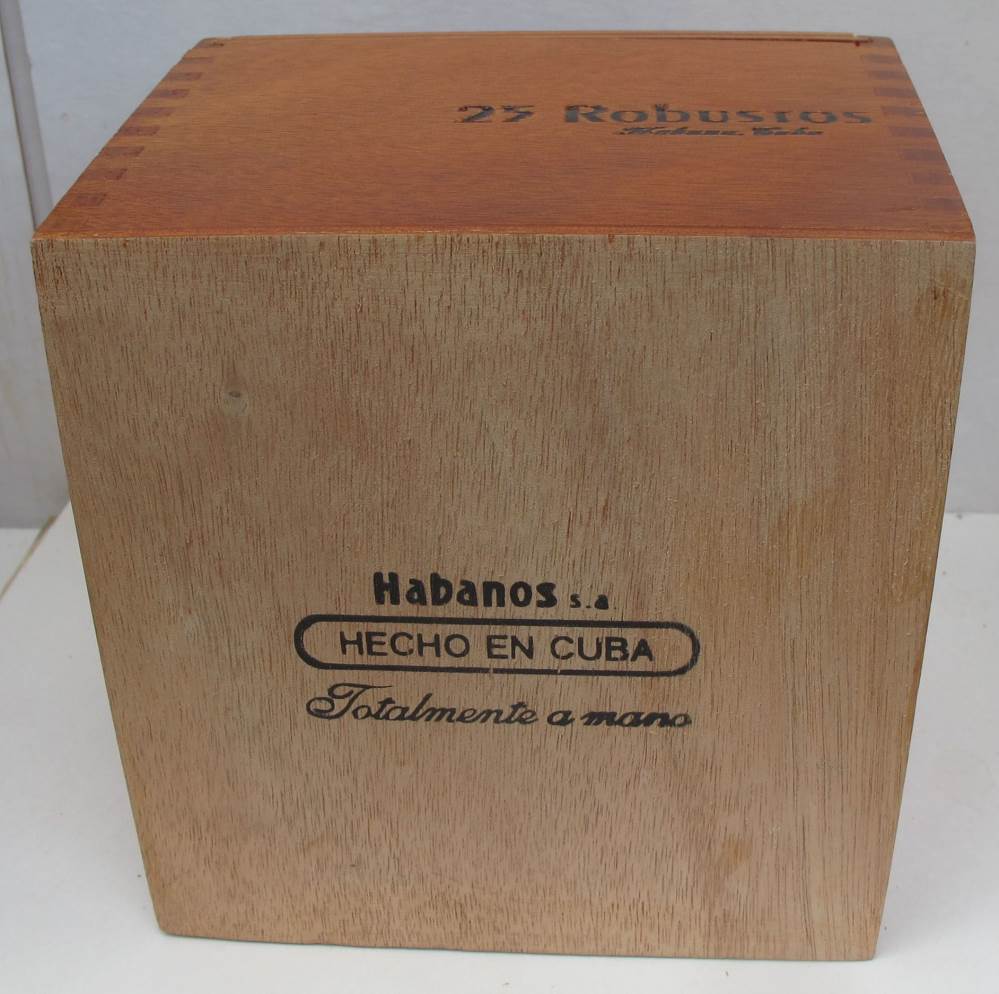 25 Robustos
Habana, Cuba
Habanos s.a.
HECHO EN CUBA
Totalmente a mano